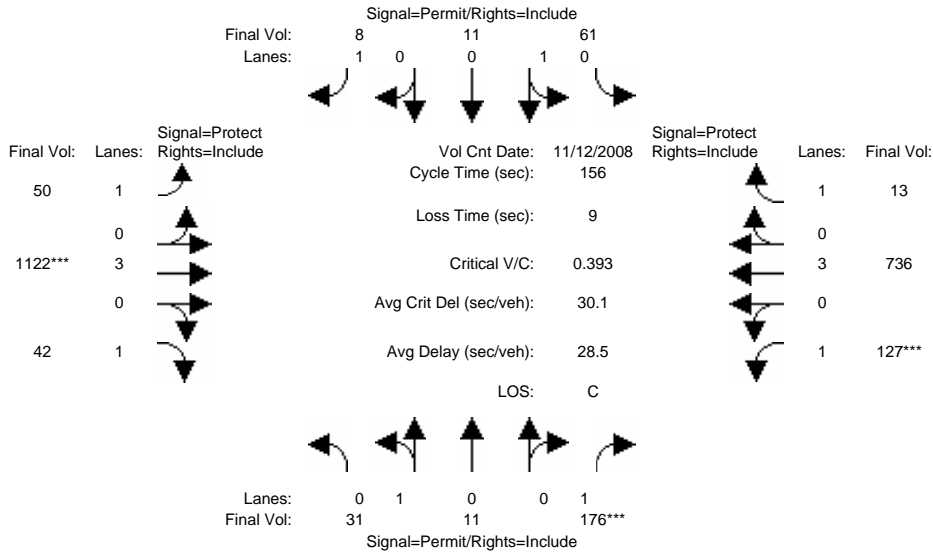 Signal=Permit/Rights=Include
Final Vol: 8 11 61
Lanes: 1 0 0 1 0
Signal=Protect
Final Vol: Lanes: Rights=Include
Vol Cnt Date: 11/12/2008
Signal=Protect
Rights=Include Lanes: Final Vol:
Cycle Time (sec): 156
50 1
1 13
Loss Time (sec): 9
0
0
1122*** 3
Critical V/C: 0.393
3 736
0
Avg Crit Del (sec/veh): 30.1
0
42 1
Avg Delay (sec/veh): 28.5
1 127***
LOS: C
Lanes: 0 1 0 0 1
Final Vol: 31 11 176***
Signal=Permit/Rights=Include